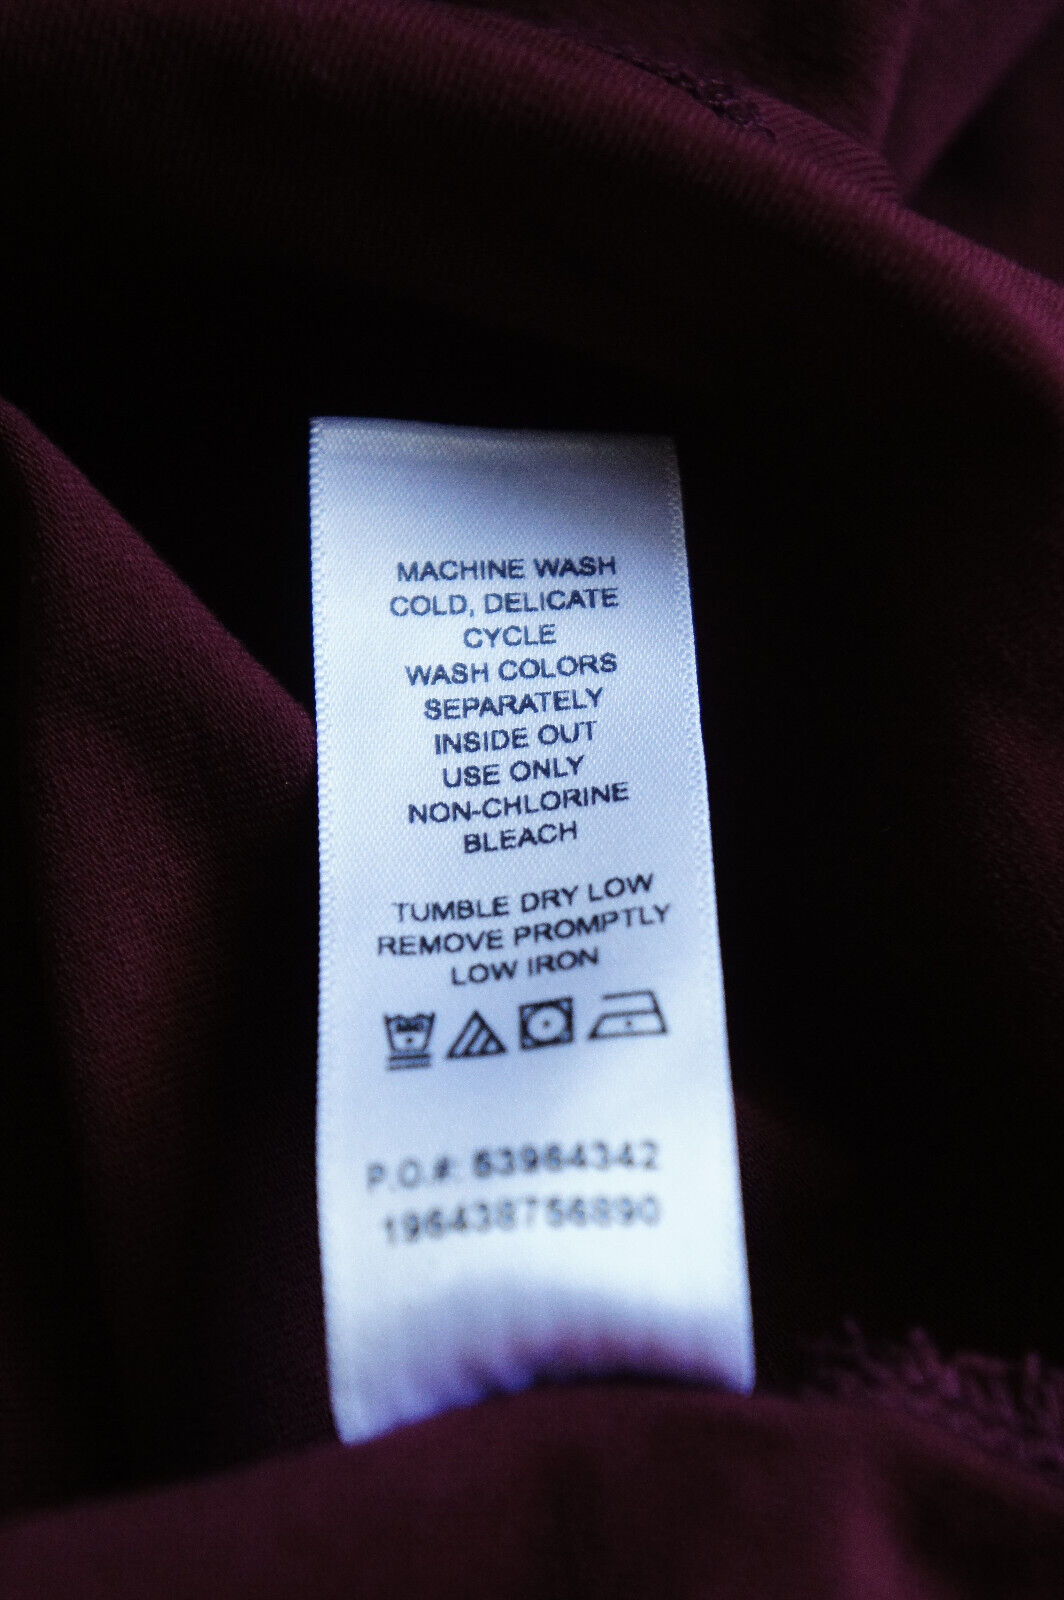 MACHINE WASH
COLD, DELICATE
CYCLE
WASH COLORS
SEPARATELY
INSIDE OUT
USE ONLY
NON-CHLORINE
BLEACH
TUMBLE DRY LOW
REMOVE PROMPTLY
LOW IRON
P.O.#: 53964342
196438756890